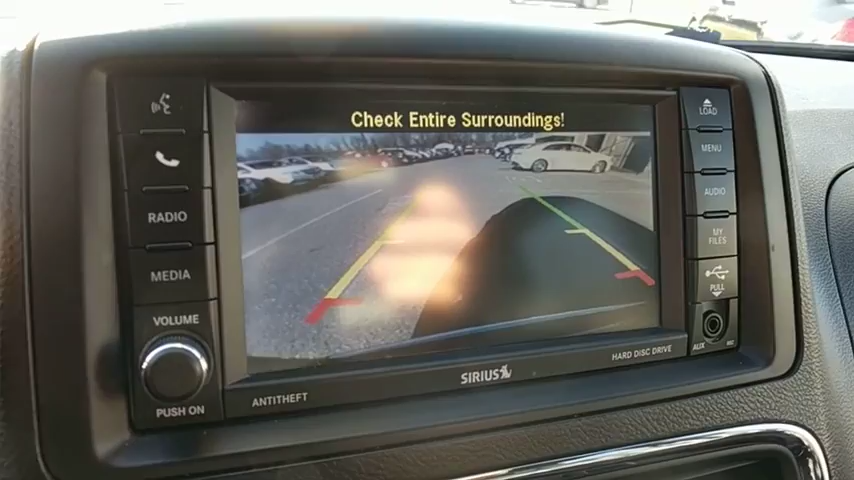 Check Entire Surroundings!
LOAD
MENU
AUDIO
MY
FILES
PULL
AUX
RADIO
MEDIA
VOLUME
PUSH ON
ANTITHEFT
SIRIUS
HARD DISC DRIVE